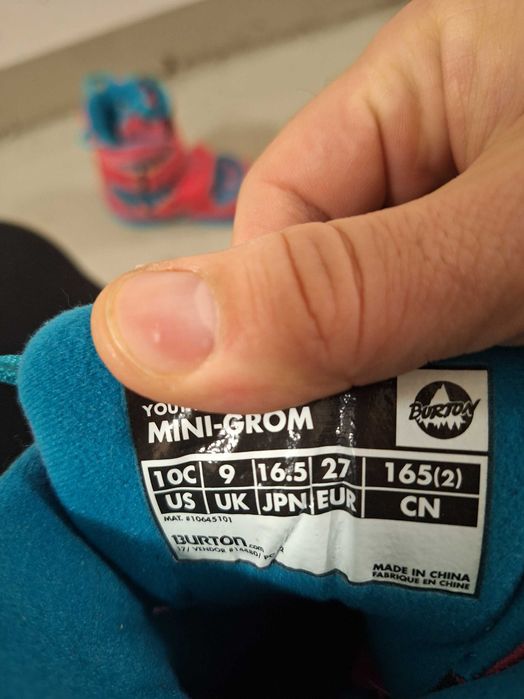 MINI-GROM
BURTON
10C 9 16.5 27 165(2)
US UK JPN. EUR CN
MAT. #10645101
BURTON.com
MADE IN CHINA
FABRIQUE EN CHINE